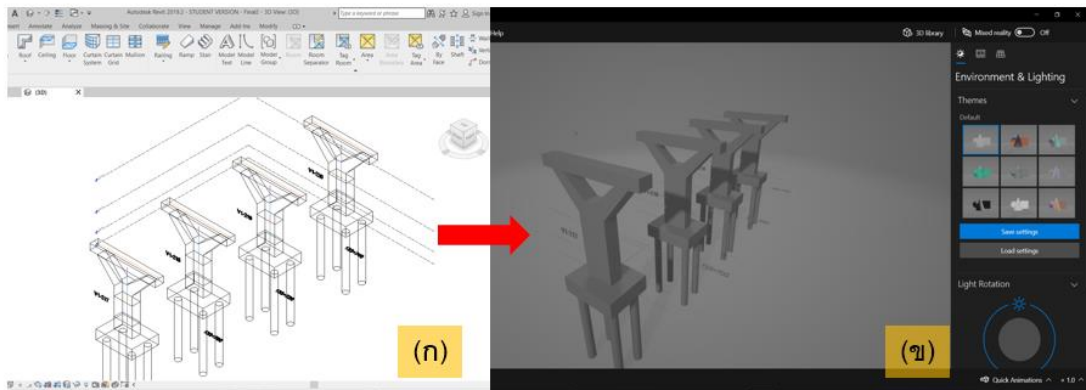 Autodesk Revit 2019.2 - STUDENT VERSION - Final2 - 3D View: {3D}
Type a keyword or phrase
Sign In
Annotate Analyze Massing & Site Collaborate View Manage Add-Ins Modify
Roof Ceiling Floor Curtain System Curtain Grid Mullion Railing Ramp Stair Model Text Model Line Model Group Room Separator Tag Room Area Area Boundary Tag Area By Face Shaft
{3D} X
(ก)
Help
3D library
Mixed reality
Off
Environment & Lighting
Themes
Default
Save settings
Load settings
Light Rotation
Quick Animations
(ข)